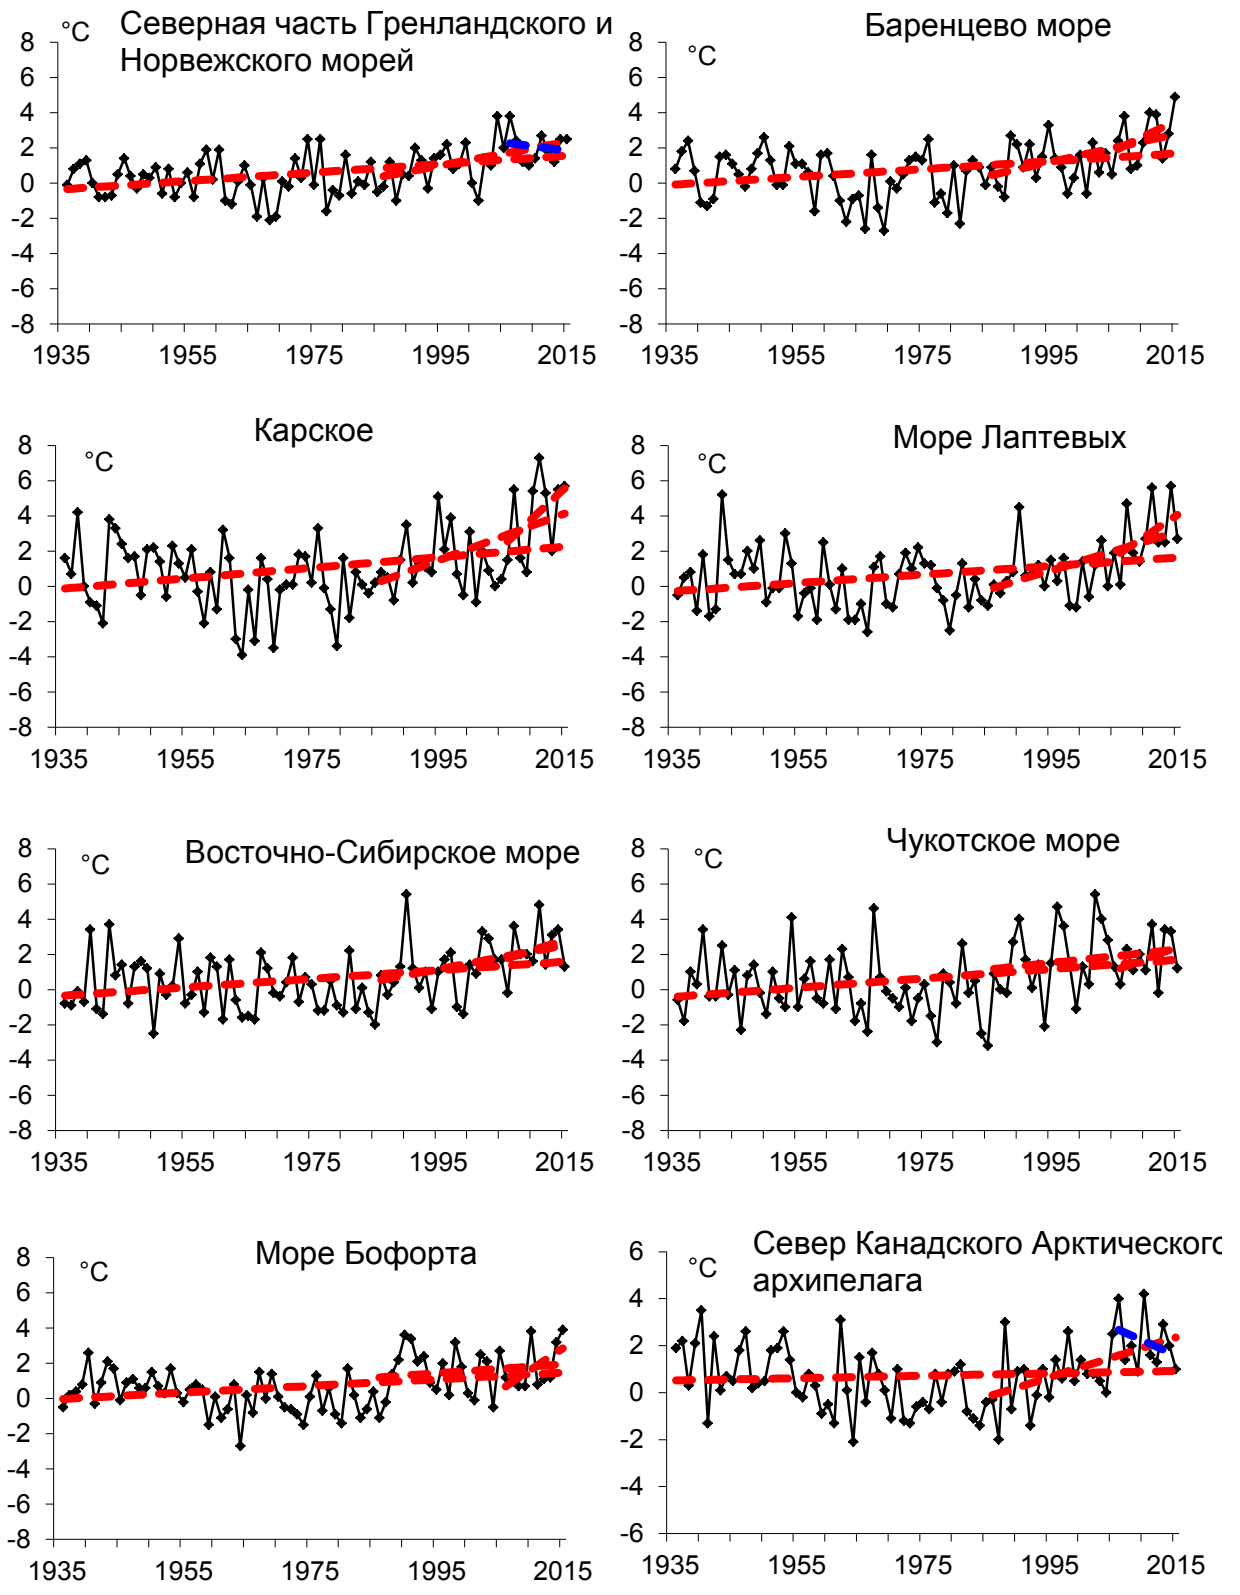 °C Северная часть Гренландского и
Норвежского морей
8
6
4
2
0
-2
-4
-6
-8
1935 1955 1975 1995 2015
Баренцево море
°C
8
6
4
2
0
-2
-4
-6
-8
1935 1955 1975 1995 2015
Карское
°C
8
6
4
2
0
-2
-4
-6
-8
1935 1955 1975 1995 2015
Море Лаптевых
°C
8
6
4
2
0
-2
-4
-6
-8
1935 1955 1975 1995 2015
Восточно-Сибирское море
°C
8
6
4
2
0
-2
-4
-6
-8
1935 1955 1975 1995 2015
Чукотское море
°C
8
6
4
2
0
-2
-4
-6
-8
1935 1955 1975 1995 2015
Море Бофорта
°C
8
6
4
2
0
-2
-4
-6
-8
1935 1955 1975 1995 2015
Север Канадского Арктического
архипелага
°C
6
4
2
0
-2
-4
-6
1935 1955 1975 1995 2015